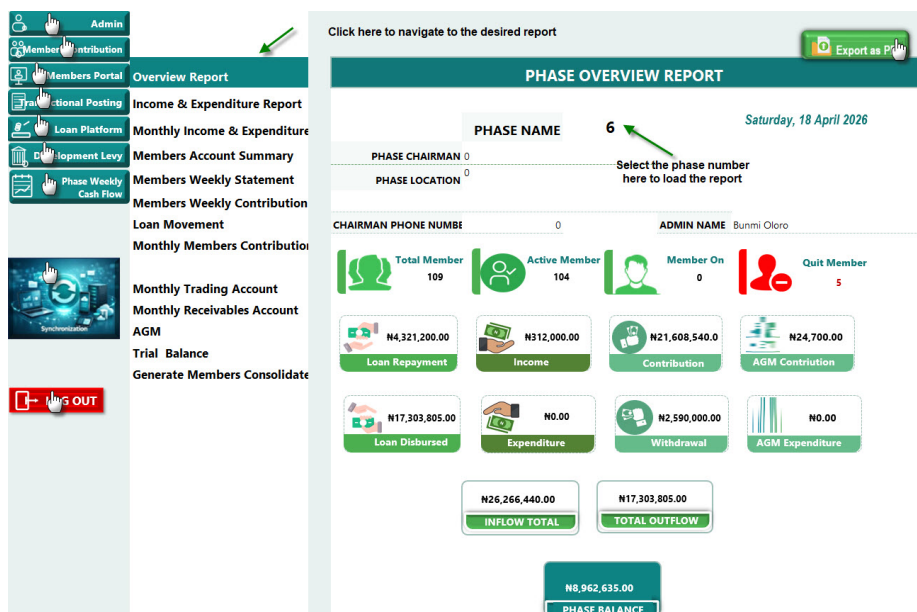 Admin
Member Contribution
Members Portal
Transactional Posting
Loan Platform
Development Levy
Phase Weekly
Cash Flow
Synchronization
LOG OUT
Overview Report
Income & Expenditure Report
Monthly Income & Expenditure
Members Account Summary
Members Weekly Statement
Members Weekly Contribution
Loan Movement
Monthly Members Contribution
Monthly Trading Account
Monthly Receivables Account
AGM
Trial Balance
Generate Members Consolidate
Click here to navigate to the desired report
Export as
PHASE OVERVIEW REPORT
Saturday, 18 April 2026
PHASE NAME 6
PHASE CHAIRMAN 0
Select the phase number
here to load the report
PHASE LOCATION 0
CHAIRMAN PHONE NUMBE 0 ADMIN NAME Bunmi Oloro
Total Member Active Member Member On Quit Member
109 104 0 5
₦4,321,200.00 ₦312,000.00 ₦21,608,540.0 ₦24,700.00
Loan Repayment Income Contribution AGM Contriution
₦17,303,805.00 ₦0.00 ₦2,590,000.00 ₦0.00
Loan Disbursed Expenditure Withdrawal AGM Expenditure
₦26,266,440.00 ₦17,303,805.00
INFLOW TOTAL TOTAL OUTFLOW
₦8,962,635.00
PHASE BALANCE